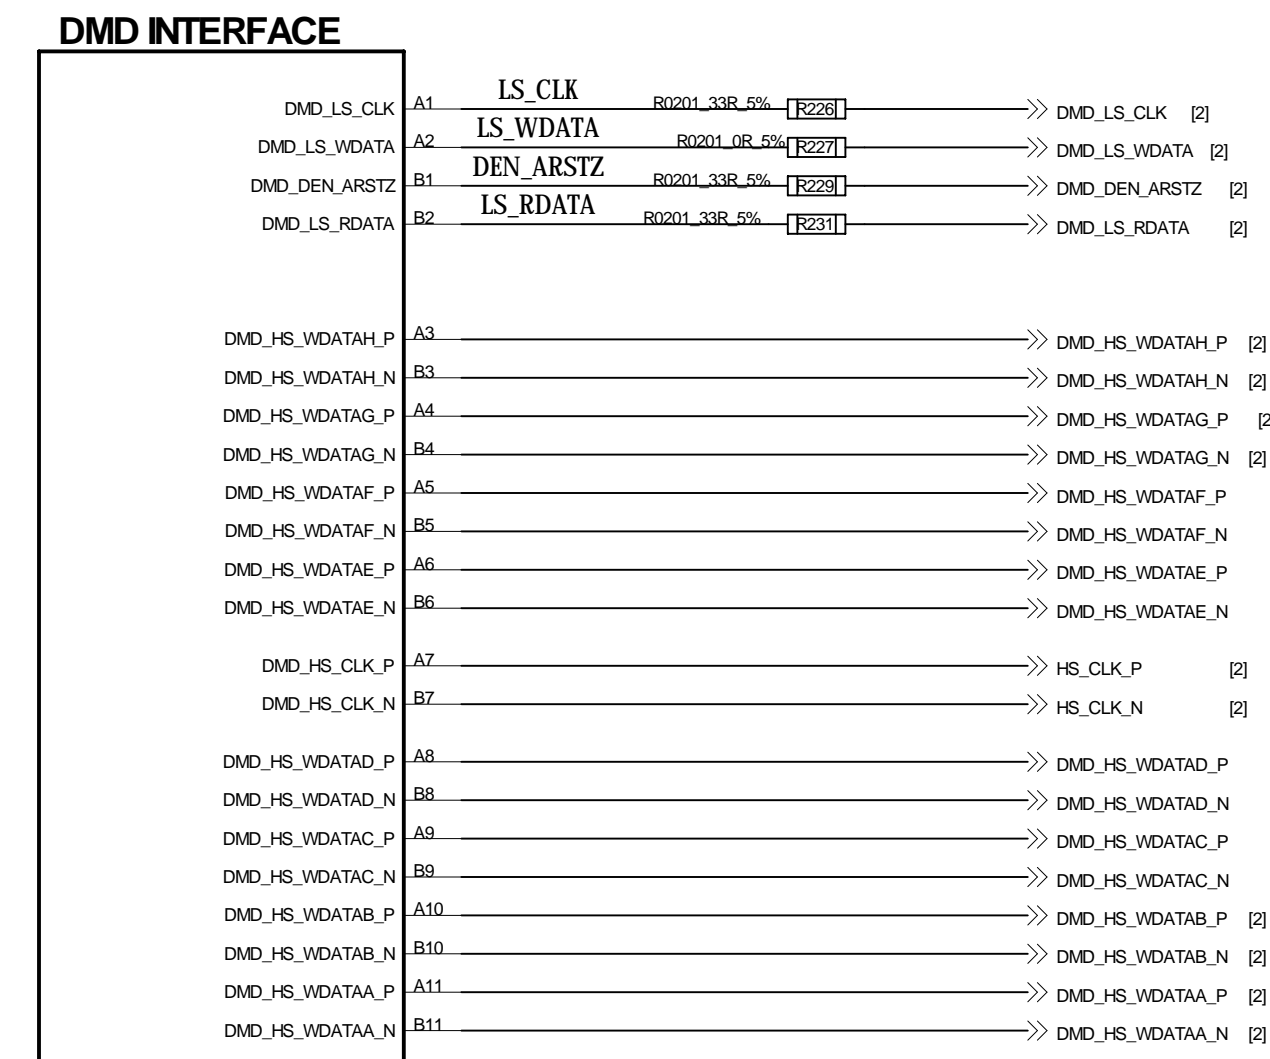 DMD INTERFACE
DMD_LS_CLK A1 LS_CLK R0201_33R_5% R226 DMD_LS_CLK [2]
DMD_LS_WDATA A2 LS_WDATA R0201_0R_5% R227 DMD_LS_WDATA [2]
DMD_DEN_ARSTZ B1 DEN_ARSTZ R0201_33R_5% R229 DMD_DEN_ARSTZ [2]
DMD_LS_RDATA B2 LS_RDATA R0201_33R_5% R231 DMD_LS_RDATA [2]
DMD_HS_WDATAH_P A3 DMD_HS_WDATAH_P [2]
DMD_HS_WDATAH_N B3 DMD_HS_WDATAH_N [2]
DMD_HS_WDATAG_P A4 DMD_HS_WDATAG_P [2
DMD_HS_WDATAG_N B4 DMD_HS_WDATAG_N [2]
DMD_HS_WDATAF_P A5 DMD_HS_WDATAF_P
DMD_HS_WDATAF_N B5 DMD_HS_WDATAF_N
DMD_HS_WDATAE_P A6 DMD_HS_WDATAE_P
DMD_HS_WDATAE_N B6 DMD_HS_WDATAE_N
DMD_HS_CLK_P A7 HS_CLK_P [2]
DMD_HS_CLK_N B7 HS_CLK_N [2]
DMD_HS_WDATAD_P A8 DMD_HS_WDATAD_P
DMD_HS_WDATAD_N B8 DMD_HS_WDATAD_N
DMD_HS_WDATAC_P A9 DMD_HS_WDATAC_P
DMD_HS_WDATAC_N B9 DMD_HS_WDATAC_N
DMD_HS_WDATAB_P A10 DMD_HS_WDATAB_P [2]
DMD_HS_WDATAB_N B10 DMD_HS_WDATAB_N [2]
DMD_HS_WDATAA_P A11 DMD_HS_WDATAA_P [2]
DMD_HS_WDATAA_N B11 DMD_HS_WDATAA_N [2]